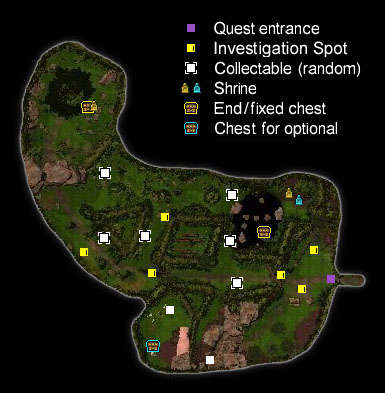 Quest entrance
Investigation Spot
Collectable (random)
Shrine
End/fixed chest
Chest for optional